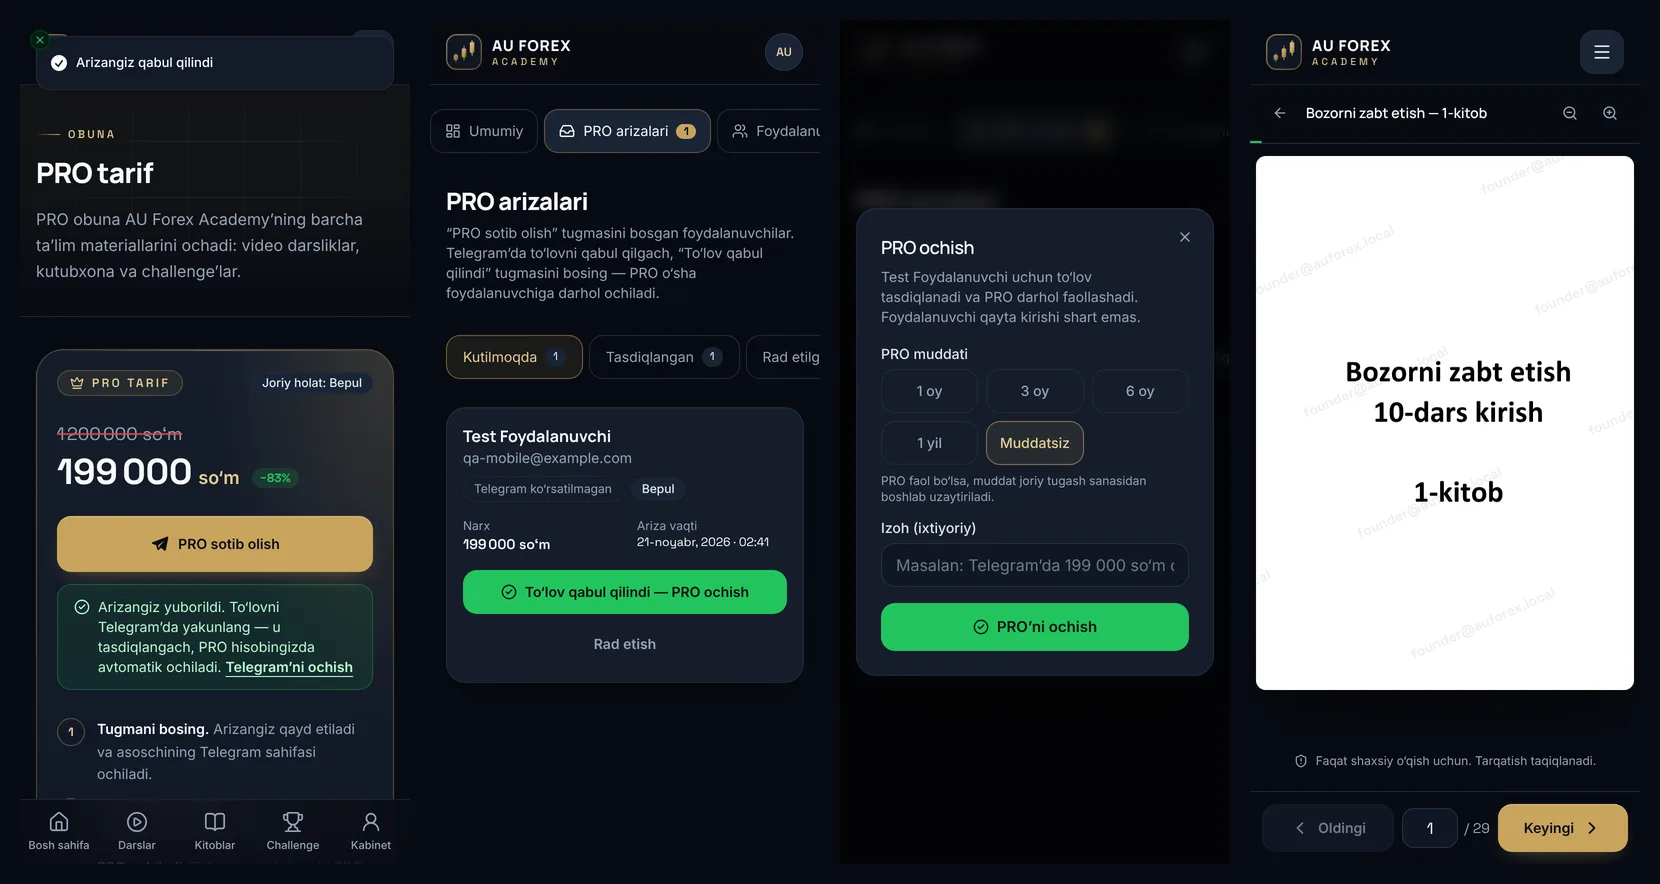 Arizangiz qabul qilindi
OBUNA
PRO tarif
PRO obuna AU Forex Academy’ning barcha
ta’lim materiallarini ochadi: video darsliklar,
kutubxona va challenge’lar.
PRO TARIF
Joriy holat: Bepul
1 200 000 so‘m
199 000 so‘m
−83%
PRO sotib olish
Arizangiz yuborildi. To‘lovni
Telegram’da yakunlang — u
tasdiqlangach, PRO hisobingizda
avtomatik ochiladi. Telegram’ni ochish
1
Tugmani bosing. Arizangiz qayd etiladi
va asoschining Telegram sahifasi
ochiladi.
Bosh sahifa
Darslar
Kitoblar
Challenge
Kabinet
AU FOREX
ACADEMY
AU
Umumiy
PRO arizalari 1
Foydalanu
PRO arizalari
“PRO sotib olish” tugmasini bosgan foydalanuvchilar.
Telegram’da to‘lovni qabul qilgach, “To‘lov qabul
qilindi” tugmasini bosing — PRO o‘sha
foydalanuvchiga darhol ochiladi.
Kutilmoqda 1
Tasdiqlangan 1
Rad etilg
Test Foydalanuvchi
qa-mobile@example.com
Telegram ko‘rsatilmagan
Bepul
Narx
199 000 so‘m
Ariza vaqti
21-noyabr, 2026 · 02:41
To‘lov qabul qilindi — PRO ochish
Rad etish
PRO ochish
Test Foydalanuvchi uchun to‘lov
tasdiqlanadi va PRO darhol faollashadi.
Foydalanuvchi qayta kirishi shart emas.
PRO muddati
1 oy
3 oy
6 oy
1 yil
Muddatsiz
PRO faol bo‘lsa, muddat joriy tugash sanasidan
boshlab uzaytiriladi.
Izoh (ixtiyoriy)
Masalan: Telegram’da 199 000 so‘m c
PRO’ni ochish
AU FOREX
ACADEMY
Bozorni zabt etish — 1-kitob
founder@auforex.local
Bozorni zabt etish
10-dars kirish
1-kitob
founder@auforex.local
Faqat shaxsiy o‘qish uchun. Tarqatish taqiqlanadi.
Oldingi
1
/ 29
Keyingi